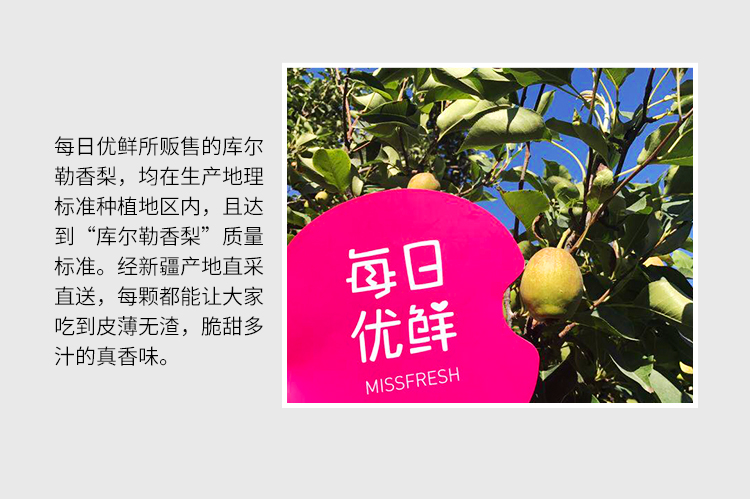 每日优鲜所贩售的库尔
勒香梨，均在生产地理
标准种植地区内，且达
到“库尔勒香梨”质量
标准。经新疆产地直采
直送，每颗都能让大家
吃到皮薄无渣，脆甜多
汁的真香味。
每日
优鲜
MISSFRESH